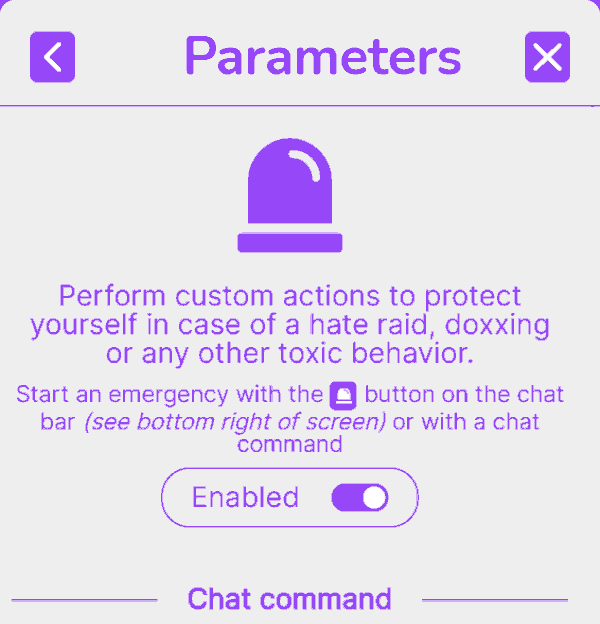 Parameters
Perform custom actions to protect
yourself in case of a hate raid, doxxing
or any other toxic behavior.
Start an emergency with the button on the chat
bar (see bottom right of screen) or with a chat
command
Enabled
Chat command